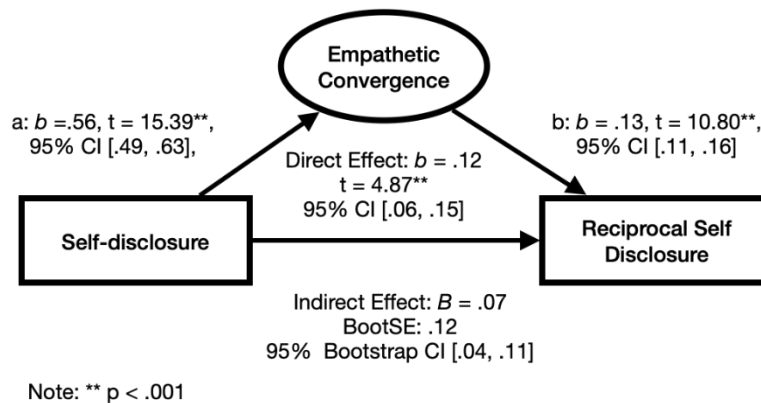 Empathetic
Convergence
a: b =.56, t = 15.39**,
95% CI [.49, .63],
b: b = .13, t = 10.80**,
95% CI [.11, .16]
Direct Effect: b = .12
t = 4.87**
95% CI [.06, .15]
Self-disclosure
Reciprocal Self
Disclosure
Indirect Effect: B = .07
BootSE: .12
95% Bootstrap CI [.04, .11]
Note: ** p < .001